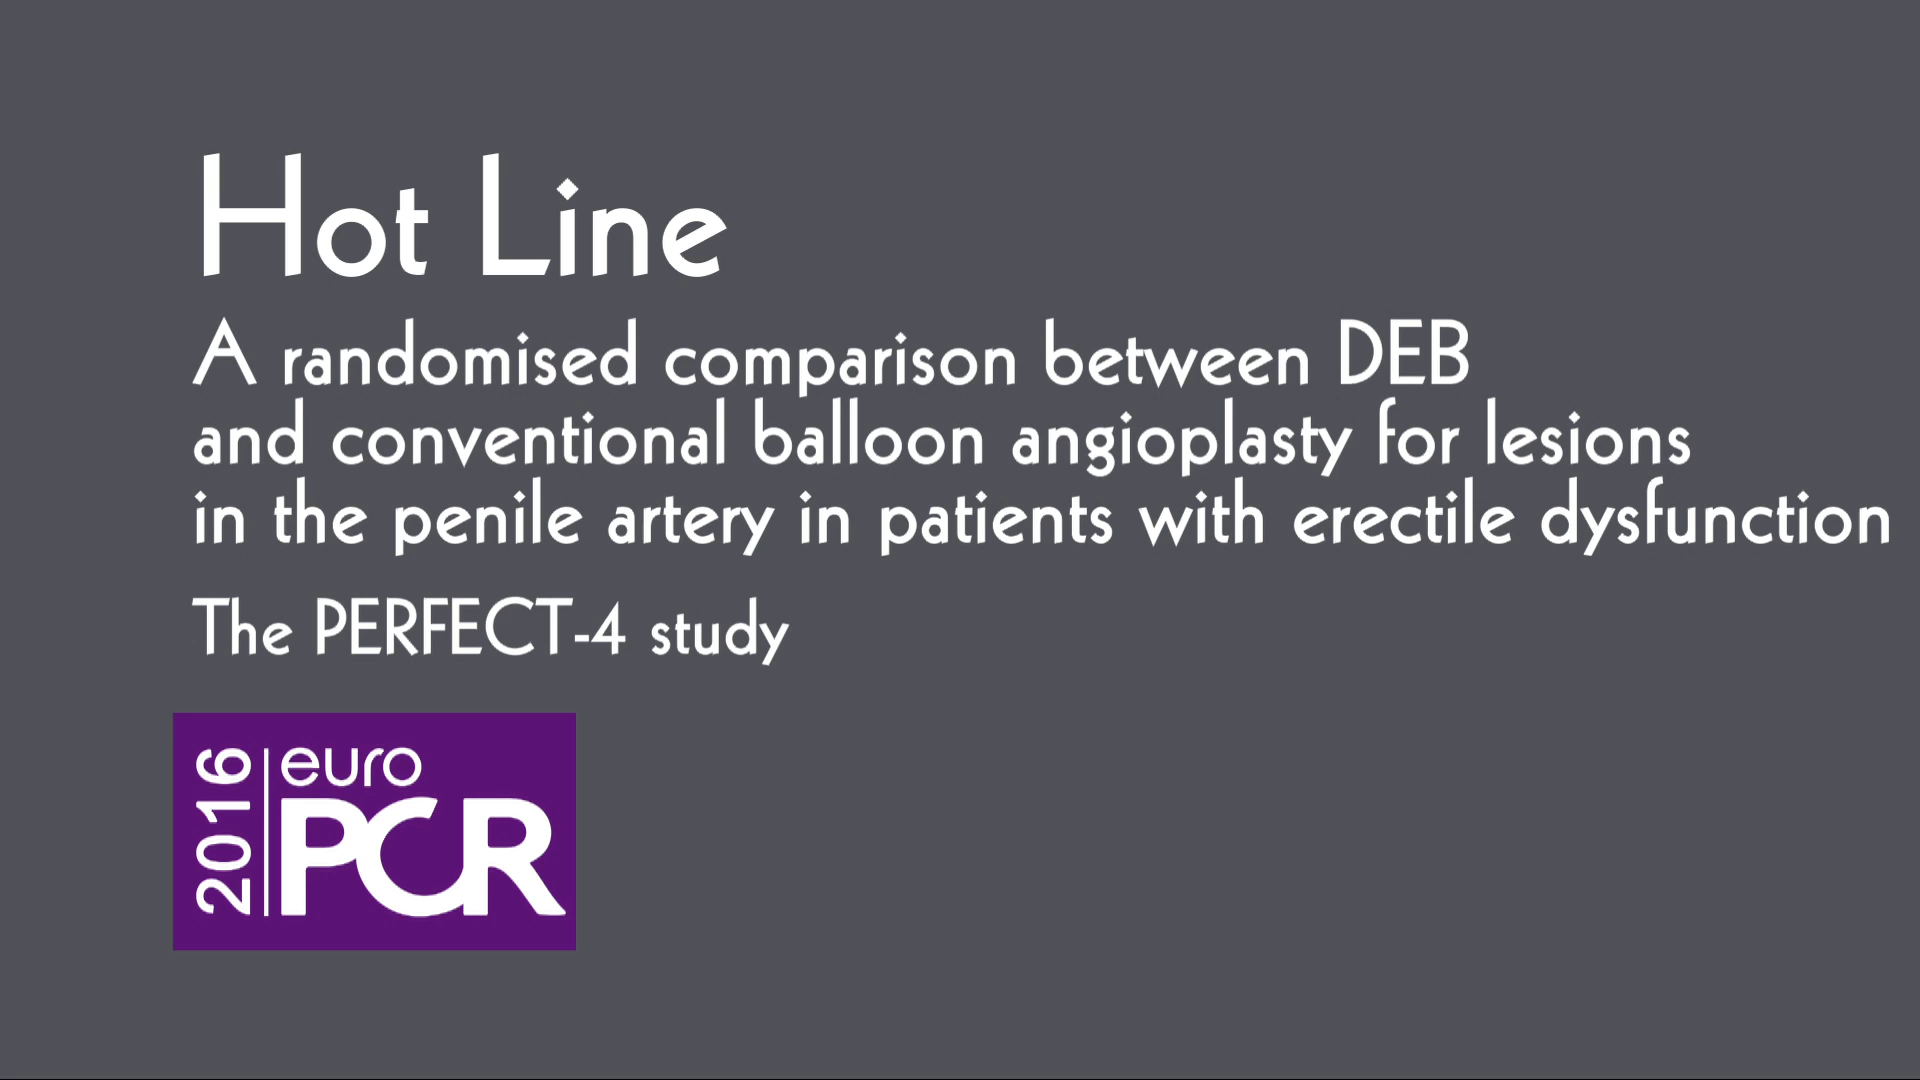 Hot Line
A randomised comparison between DEB
and conventional balloon angioplasty for lesions
in the penile artery in patients with erectile dysfunction
The PERFECT-4 study
2016
euro
PCR